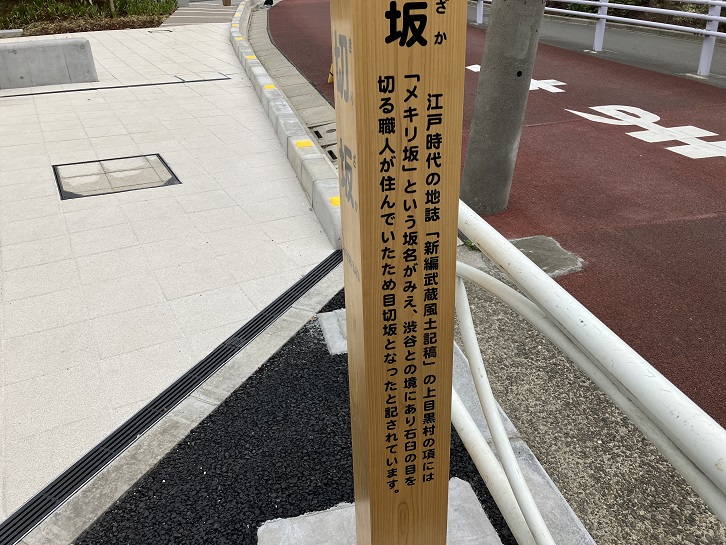 坂
ざか
江戸時代の地誌「新編武蔵風土記稿」の上目黒村の項には
「メキリ坂」という坂名がみえ、渋谷との境にあり石臼の目を
切る職人が住んでいたため目切坂となったと記されています。
切
坂